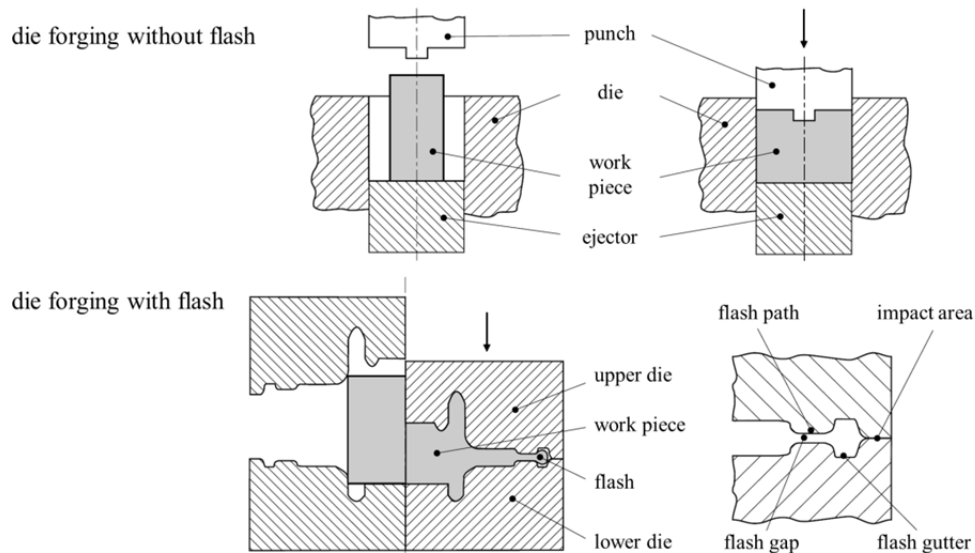 die forging without flash
punch
die
work
piece
ejector
die forging with flash
flash path
impact area
upper die
work piece
flash
lower die
flash gap
flash gutter